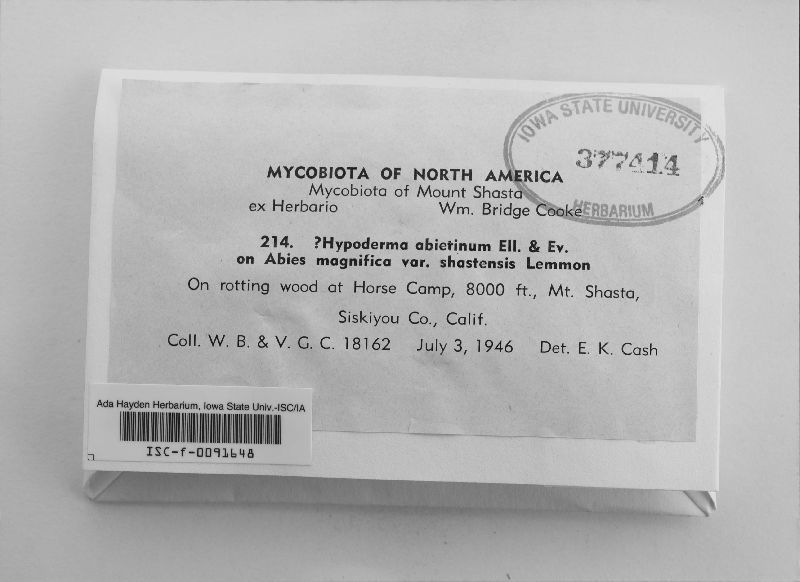 IOWA STATE UNIVERSITY
377414
HERBARIUM
MYCOBIOTA OF NORTH AMERICA
Mycobiota of Mount Shasta
ex Herbario Wm. Bridge Cooke
214. ?Hypoderma abietinum Ell. & Ev.
on Abies magnifica var. shastensis Lemmon
On rotting wood at Horse Camp, 8000 ft., Mt. Shasta,
Siskiyou Co., Calif.
Coll. W. B. & V. G. C. 18162 July 3, 1946 Det. E. K. Cash
Ada Hayden Herbarium, Iowa State Univ.-ISC/IA
ISC-f-0091648